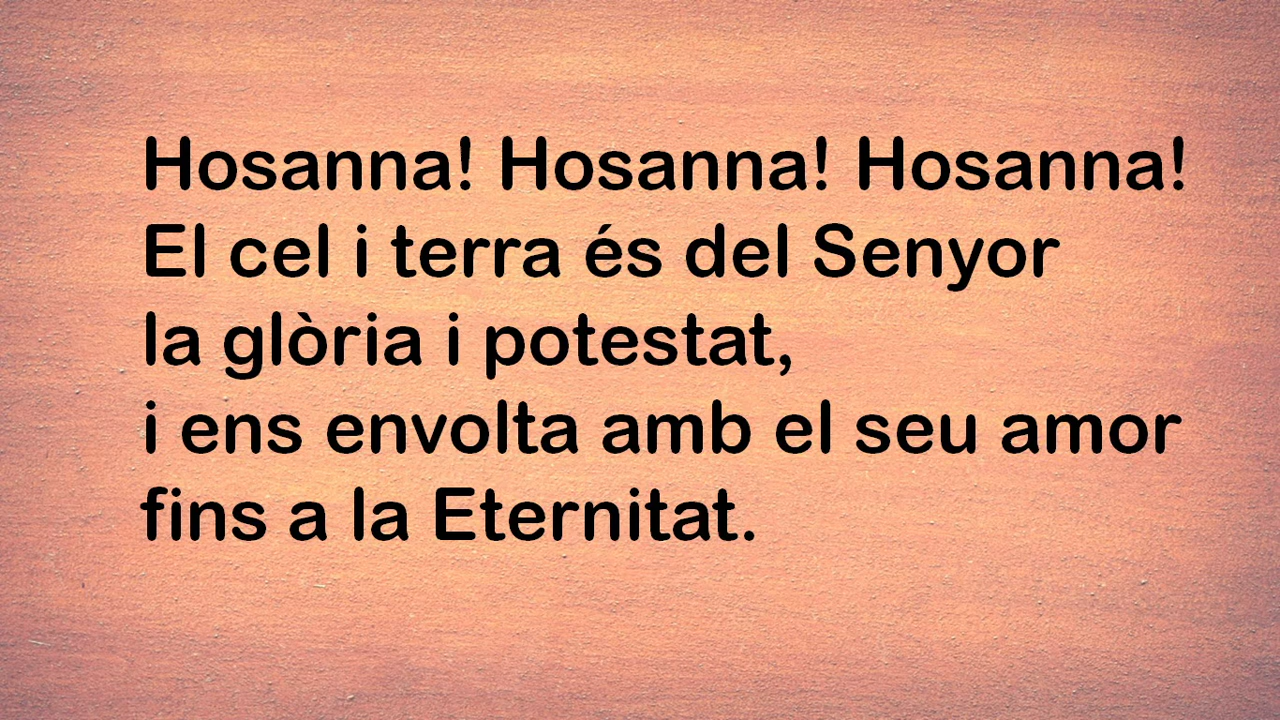 Hosanna! Hosanna! Hosanna!
El cel i terra és del Senyor
la glòria i potestat,
i ens envolta amb el seu amor
fins a la Eternitat.